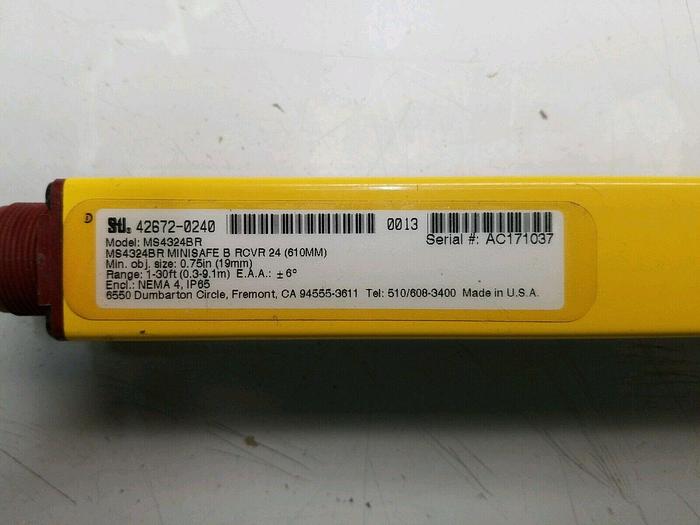 STI® 42672-0240 0013
Serial #: AC171037
Model: MS4324BR
MS4324BR MINISAFE B RCVR 24 (610MM)
Min. obj. size: 0.75in (19mm)
Range: 1-30ft (0.3-9.1m) E.A.A.: ± 6°
Encl.: NEMA 4, IP65
6550 Dumbarton Circle, Fremont, CA 94555-3611 Tel: 510/608-3400 Made in U.S.A.